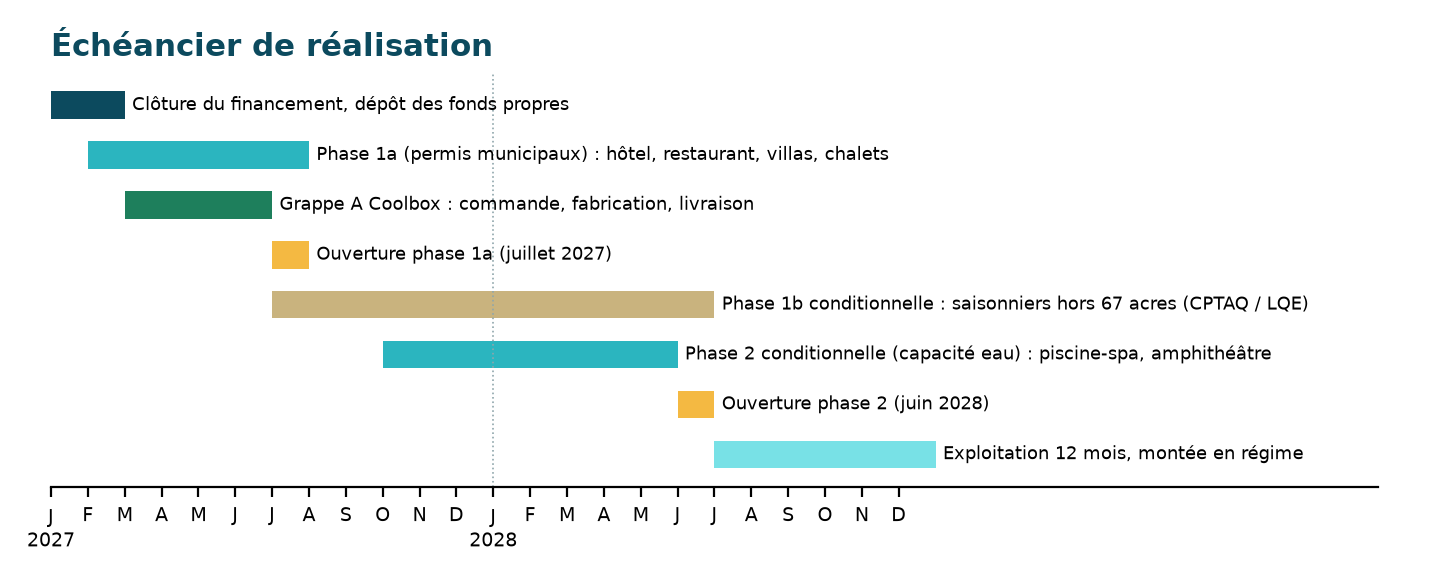 Échéancier de réalisation
Clôture du financement, dépôt des fonds propres
Phase 1a (permis municipaux) : hôtel, restaurant, villas, chalets
Grappe A Coolbox : commande, fabrication, livraison
Ouverture phase 1a (juillet 2027)
Phase 1b conditionnelle : saisonniers hors 67 acres (CPTAQ / LQE)
Phase 2 conditionnelle (capacité eau) : piscine-spa, amphithéâtre
Ouverture phase 2 (juin 2028)
Exploitation 12 mois, montée en régime
J F M A M J J A S O N D J F M A M J J A S O N D
2027 2028